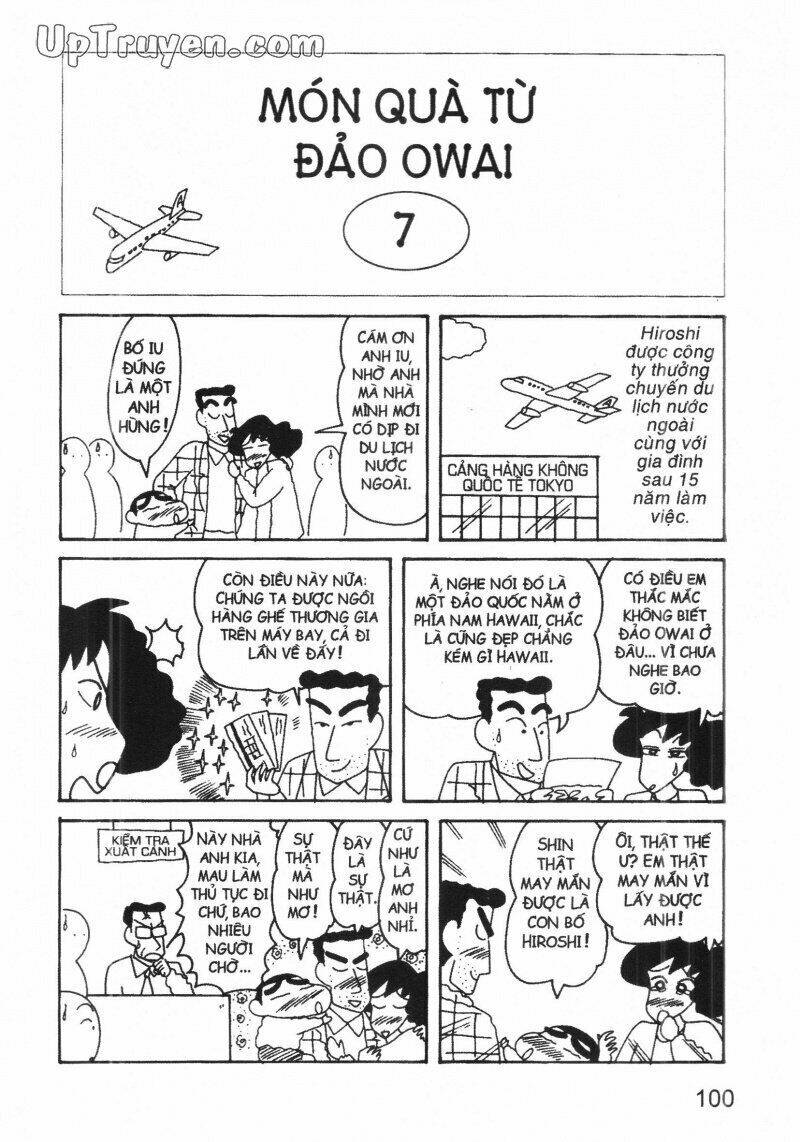 UpTruyen.com
MÓN QUÀ TỪ
ĐẢO OWAI
7
Hiroshi
được công
ty thưởng
chuyến du
lịch nước
ngoài
cùng với
gia đình
sau 15
năm làm
việc.
CẢNG HÀNG KHÔNG
QUỐC TẾ TOKYO
CÁM ƠN
ANH IU,
NHỜ ANH
MÀ NHÀ
MÌNH MỚI
CÓ DỊP ĐI
DU LỊCH
NƯỚC
NGOÀI.
BỐ IU
ĐÚNG
LÀ MỘT
ANH
HÙNG!
CÓ ĐIỀU EM
THẮC MẮC
KHÔNG BIẾT
ĐẢO OWAI Ở
ĐÂU... VÌ CHƯA
NGHE BAO
GIỜ.
À, NGHE NÓI ĐÓ LÀ
MỘT ĐẢO QUỐC NẰM Ở
PHÍA NAM HAWAII, CHẮC
LÀ CŨNG ĐẸP CHẲNG
KÉM GÌ HAWAII.
CÒN ĐIỀU NÀY NỮA:
CHÚNG TA ĐƯỢC NGỒI
HÀNG GHẾ THƯƠNG GIA
TRÊN MÁY BAY, CẢ ĐI
LẪN VỀ ĐẤY!
ÔI, THẬT THẾ
Ư? EM THẬT
MAY MẮN VÌ
LẤY ĐƯỢC
ANH!
SHIN
THẬT
MAY MẮN
ĐƯỢC LÀ
CON BỐ
HIROSHI!
CỨ
NHƯ
LÀ
MƠ
ANH
NHỈ.
ĐÂY
LÀ
SỰ
THẬT.
SỰ
THẬT
MÀ
NHƯ
MƠ!
NÀY NHÀ
ANH KIA,
MAU LÀM
THỦ TỤC ĐI
CHỨ, BAO
NHIÊU
NGƯỜI
CHỜ...
KIỂM TRA
XUẤT CẢNH
100